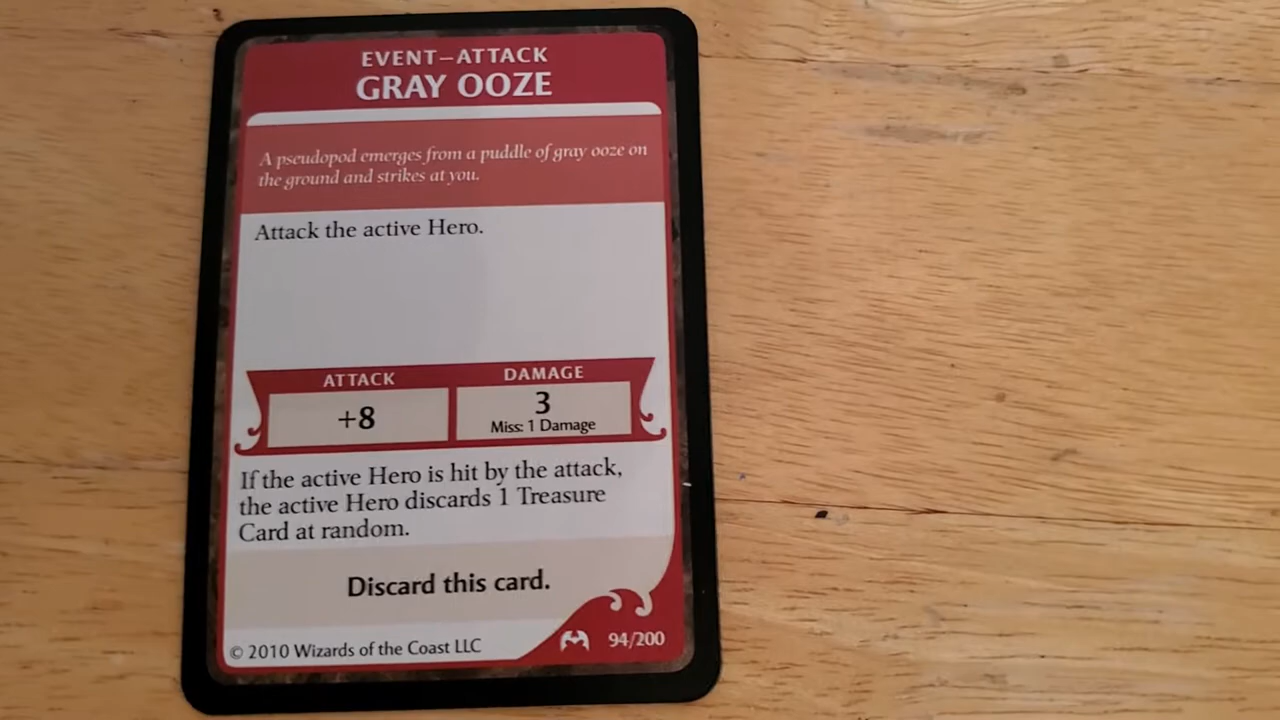 EVENT–ATTACK
GRAY OOZE
A pseudopod emerges from a puddle of gray ooze on
the ground and strikes at you.
Attack the active Hero.
ATTACK
+8
DAMAGE
3
Miss: 1 Damage
If the active Hero is hit by the attack,
the active Hero discards 1 Treasure
Card at random.
Discard this card.
© 2010 Wizards of the Coast LLC
94/200